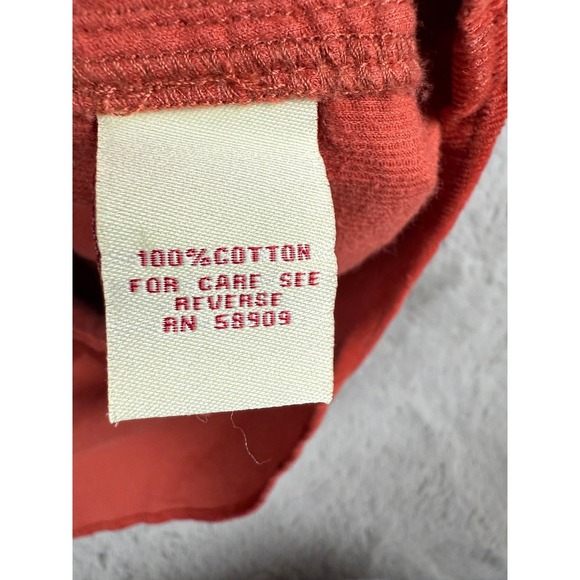 100%COTTON
FOR CARE SEE
REVERSE
RN 58909